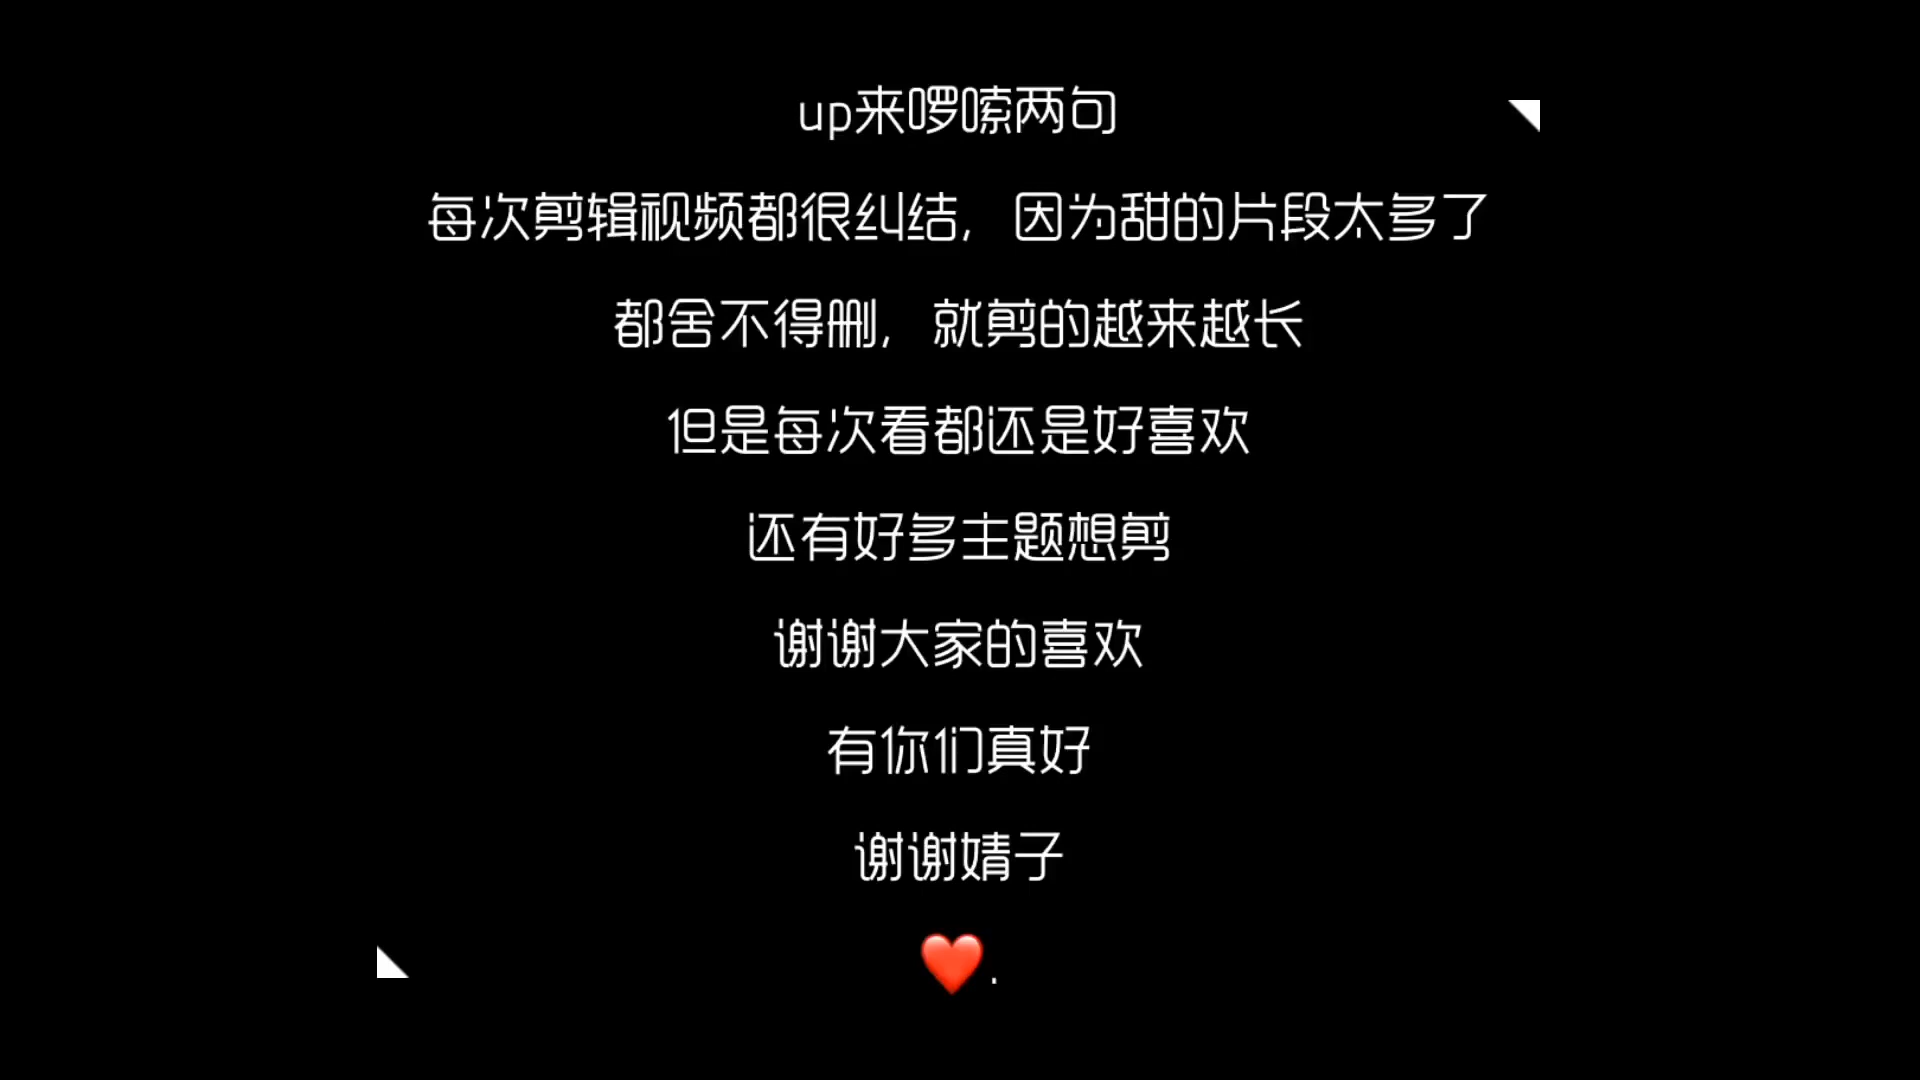 up来啰嗦两句
每次剪辑视频都很纠结，因为甜的片段太多了
都舍不得删，就剪的越来越长
但是每次看都还是好喜欢
还有好多主题想剪
谢谢大家的喜欢
有你们真好
谢谢婧子
❤️.